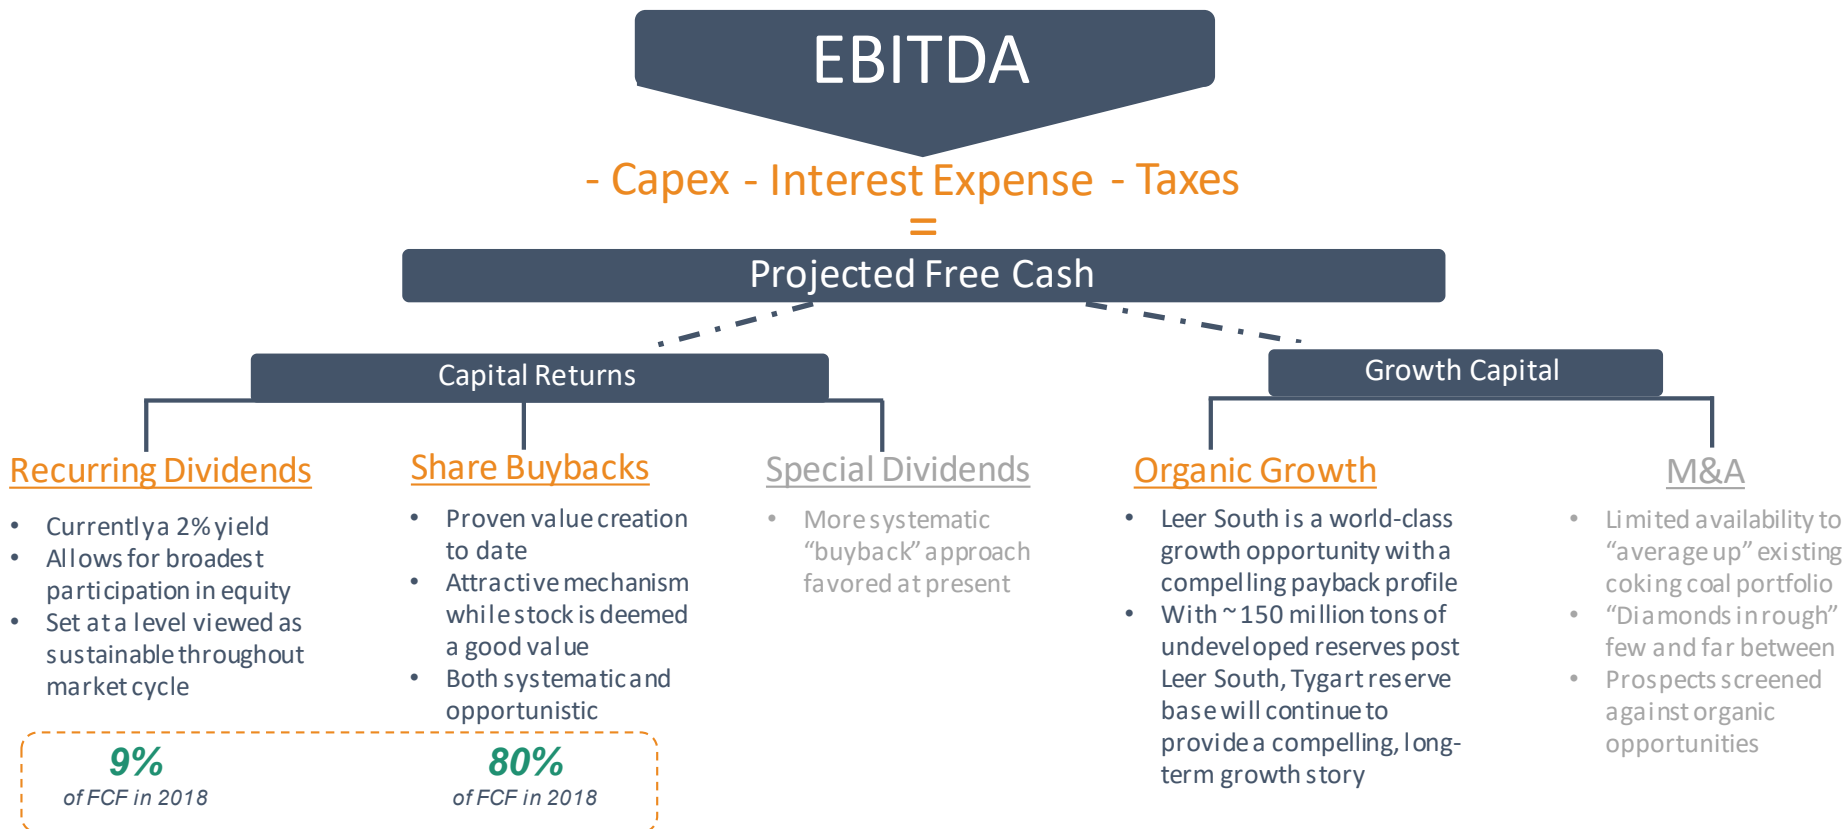 EBITDA
- Capex - Interest Expense - Taxes
=
Projected Free Cash
Capital Returns
Growth Capital
Recurring Dividends
• Currently a 2% yield
• Allows for broadest
participation in equity
• Set at a level viewed as
sustainable throughout
market cycle
9%
of FCF in 2018
Share Buybacks
• Proven value creation
to date
• Attractive mechanism
while stock is deemed
a good value
• Both systematic and
opportunistic
80%
of FCF in 2018
Special Dividends
• More systematic
“buyback” approach
favored at present
Organic Growth
• Leer South is a world-class
growth opportunity with a
compelling payback profile
• With ~150 million tons of
undeveloped reserves post
Leer South, Tygart reserve
base will continue to
provide a compelling, long-
term growth story
M&A
• Limited availability to
“average up” existing
coking coal portfolio
• “Diamonds in rough”
few and far between
• Prospects screened
against organic
opportunities